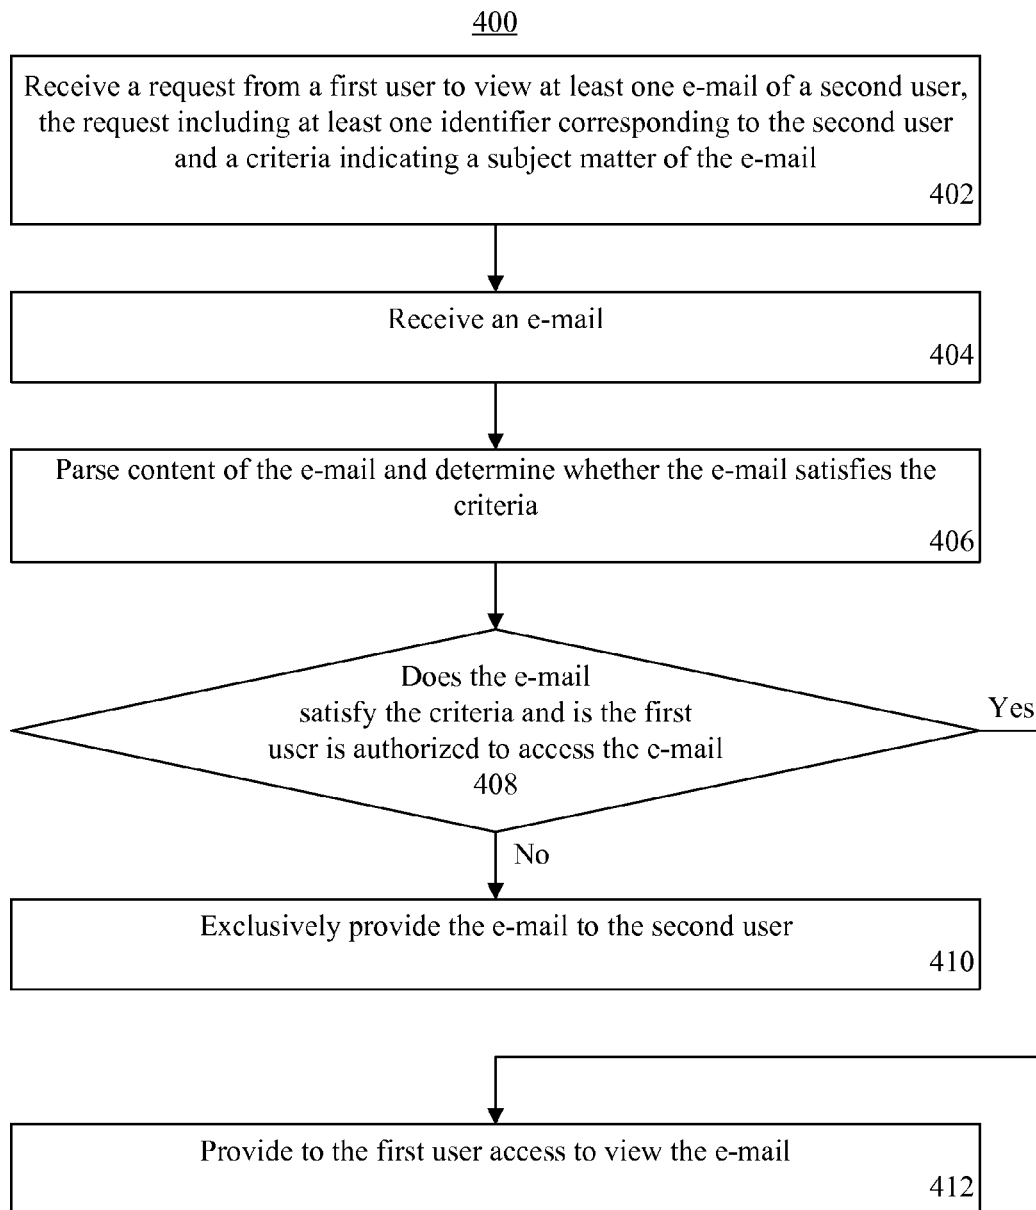 400
Receive a request from a first user to view at least one e-mail of a second user,
the request including at least one identifier corresponding to the second user
and a criteria indicating a subject matter of the e-mail
402
Receive an e-mail
404
Parse content of the e-mail and determine whether the e-mail satisfies the
criteria
406
Does the e-mail
satisfy the criteria and is the first
user is authorized to access the e-mail
408
Yes
No
Exclusively provide the e-mail to the second user
410
Provide to the first user access to view the e-mail
412